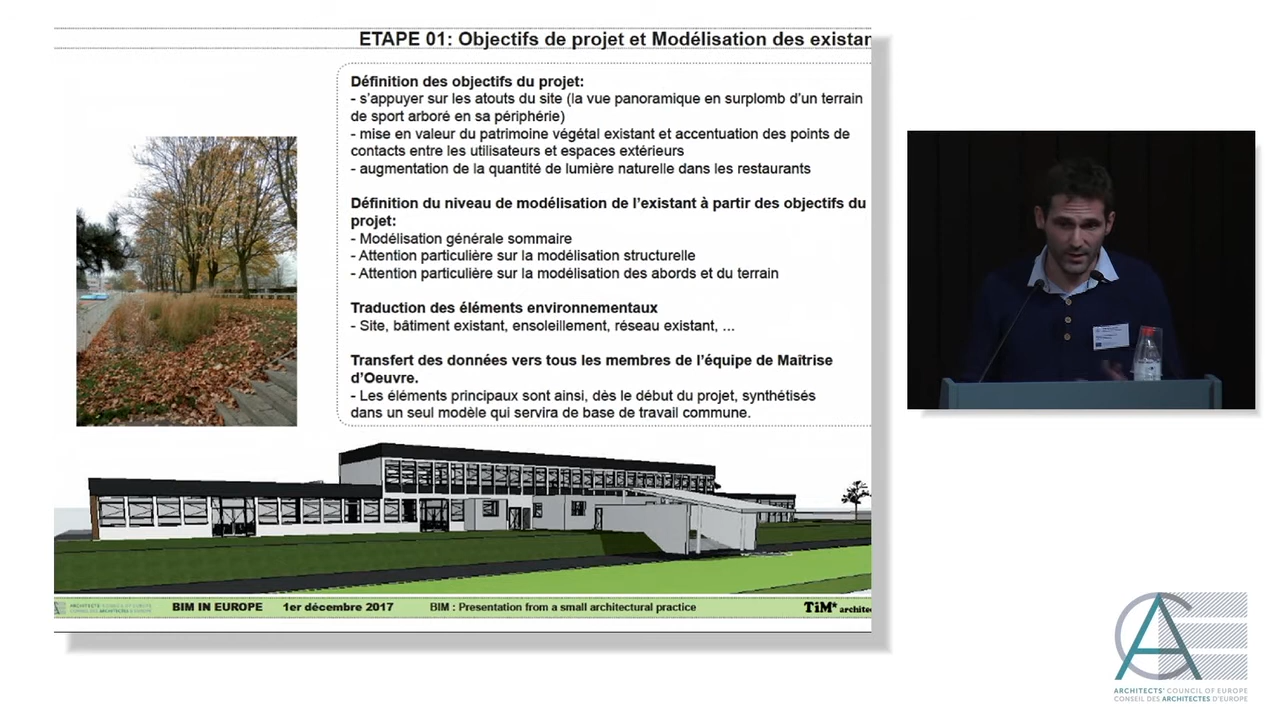 ETAPE 01: Objectifs de projet et Modélisation des existan
Définition des objectifs du projet:
- s'appuyer sur les atouts du site (la vue panoramique en surplomb d'un terrain
de sport arboré en sa périphérie)
- mise en valeur du patrimoine végétal existant et accentuation des points de
contacts entre les utilisateurs et espaces extérieurs
- augmentation de la quantité de lumière naturelle dans les restaurants
Définition du niveau de modélisation de l'existant à partir des objectifs du
projet:
- Modélisation générale sommaire
- Attention particulière sur la modélisation structurelle
- Attention particulière sur la modélisation des abords et du terrain
Traduction des éléments environnementaux
- Site, bâtiment existant, ensoleillement, réseau existant, ...
Transfert des données vers tous les membres de l'équipe de Maîtrise
d'Oeuvre.
- Les éléments principaux sont ainsi, dès le début du projet, synthétisés
dans un seul modèle qui servira de base de travail commune.
ARCHITECTS' COUNCIL OF EUROPE
CONSEIL DES ARCHITECTES D'EUROPE
BIM IN EUROPE 1er décembre 2017 BIM : Presentation from a small architectural practice TiM* architec
ACE
ARCHITECTS' COUNCIL OF EUROPE
CONSEIL DES ARCHITECTES D'EUROPE